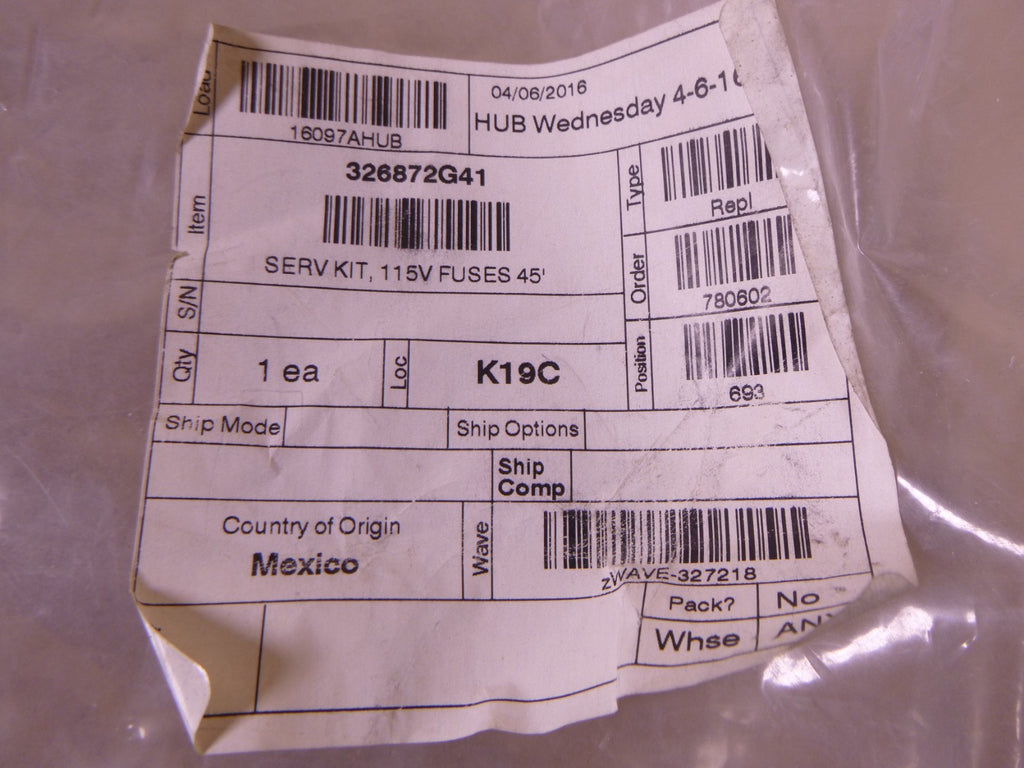 Load
16097AHUB
04/06/2016
HUB Wednesday 4-6-16
Item
326872G41
SERV KIT, 115V FUSES 45'
Type
Repl
Order
780602
Position
693
S/N
Qty
1 ea
Loc
K19C
Ship Mode
Ship Options
Ship
Comp
Country of Origin
Mexico
Wave
zWAVE-327218
Pack?
No
Whse
ANY